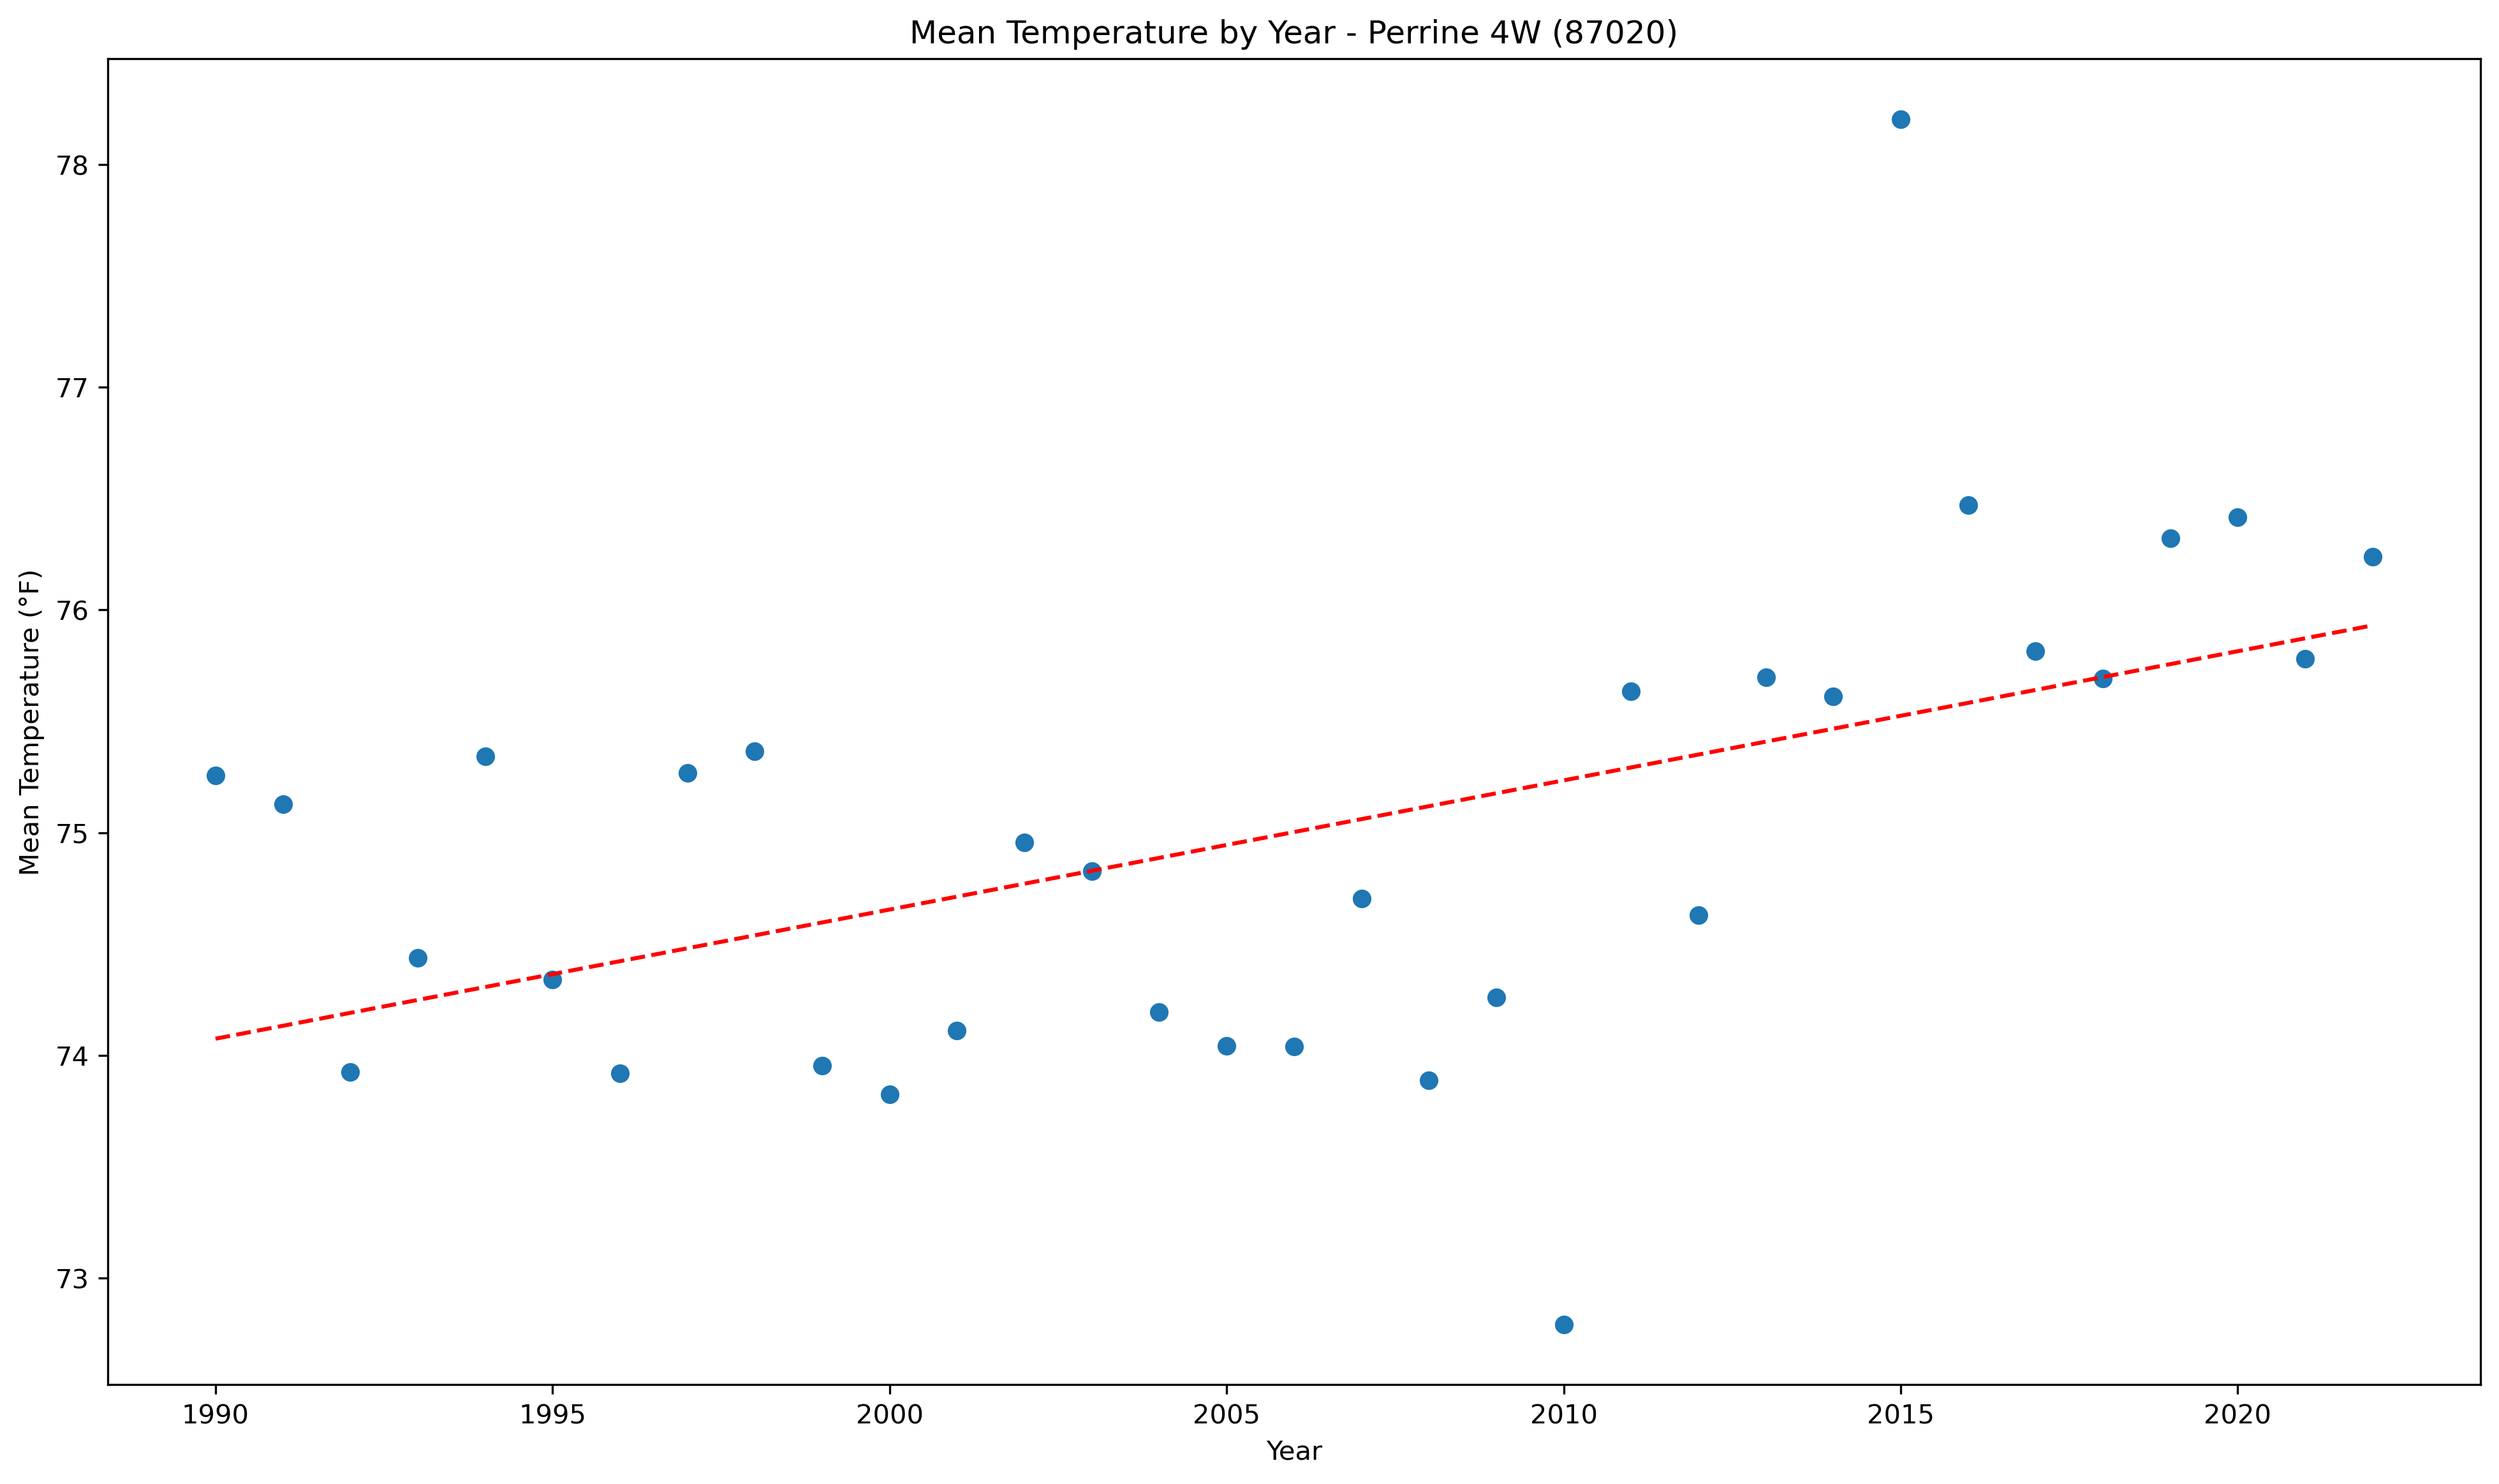 Mean Temperature by Year - Perrine 4W (87020)
Mean Temperature (°F)
78
77
76
75
74
73
1990 1995 2000 2005 2010 2015 2020
Year